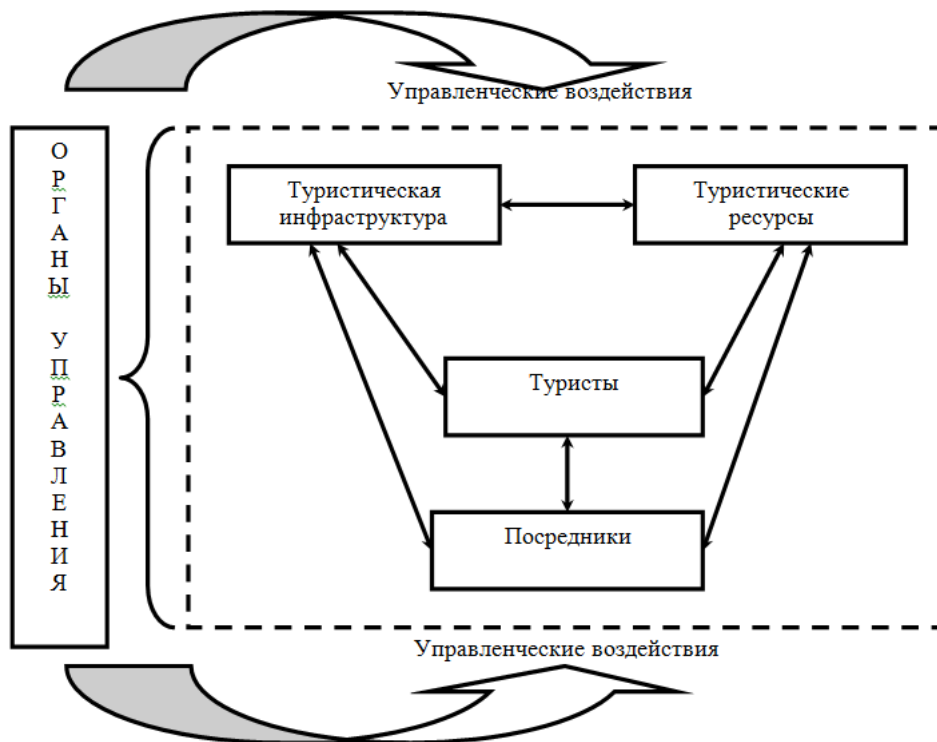 Управленческие воздействия
О
Р
Г
А
Н
Ы
У
П
Р
А
В
Л
Е
Н
И
Я
Туристическая
инфраструктура
Туристические
ресурсы
Туристы
Посредники
Управленческие воздействия